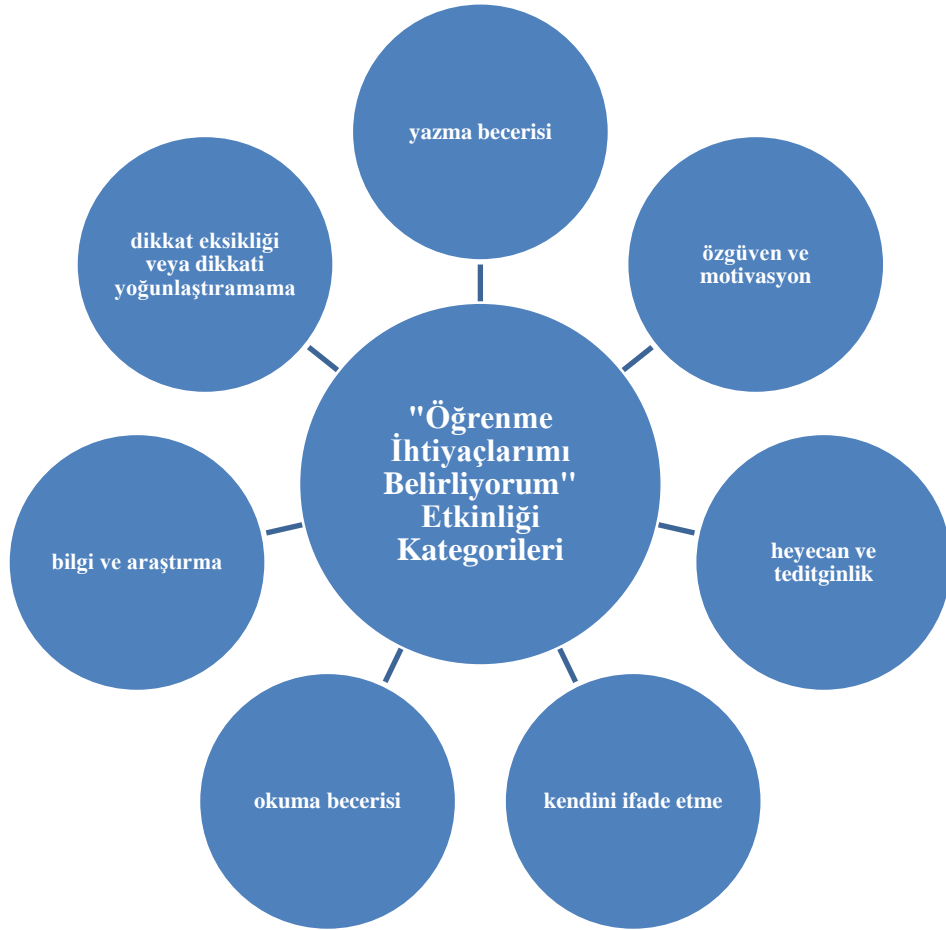 yazma becerisi
özgüven ve
motivasyon
heyecan ve
teditginlik
kendini ifade etme
okuma becerisi
bilgi ve araştırma
dikkat eksikliği
veya dikkati
yoğunlaştıramama
"Öğrenme
İhtiyaçlarımı
Belirliyorum"
Etkinliği
Kategorileri